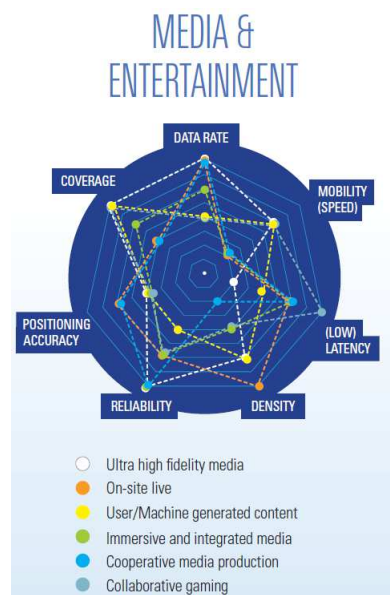 MEDIA &
ENTERTAINMENT
DATA RATE
COVERAGE
MOBILITY
(SPEED)
POSITIONING
ACCURACY
(LOW)
LATENCY
RELIABILITY
DENSITY
Ultra high fidelity media
On-site live
User/Machine generated content
Immersive and integrated media
Cooperative media production
Collaborative gaming